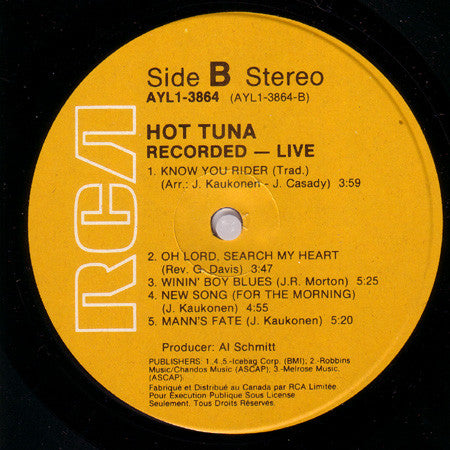 RCA
Side B Stereo
AYL1-3864 (AYL1-3864-B)
HOT TUNA
RECORDED — LIVE
1. KNOW YOU RIDER (Trad.)
(Arr.: J. Kaukonen - J. Casady) 3:59
2. OH LORD, SEARCH MY HEART
(Rev. G. Davis) 3:47
3. WININ' BOY BLUES (J.R. Morton) 5:25
4. NEW SONG (FOR THE MORNING)
(J. Kaukonen) 4:55
5. MANN'S FATE (J. Kaukonen) 5:20
Producer: Al Schmitt
PUBLISHERS: 1.,4.,5.-Icebag Corp. (BMI); 2.-Robbins
Music/Chandos Music (ASCAP); 3.-Melrose Music,
(ASCAP).
Fabriqué et Distribué au Canada par RCA Limitée.
Pour Exécution Publique Sous License
Seulement. Tous Droits Réservés.